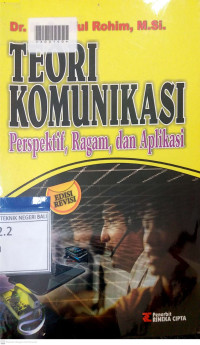 Dr. ul Rohim, M.Si.
TEORI
KOMUNIKASI
Perspektif, Ragam, dan Aplikasi
EDISI
REVISI
TEKNIK NEGERI BALI
2.2
Penerbit
RINEKA CIPTA